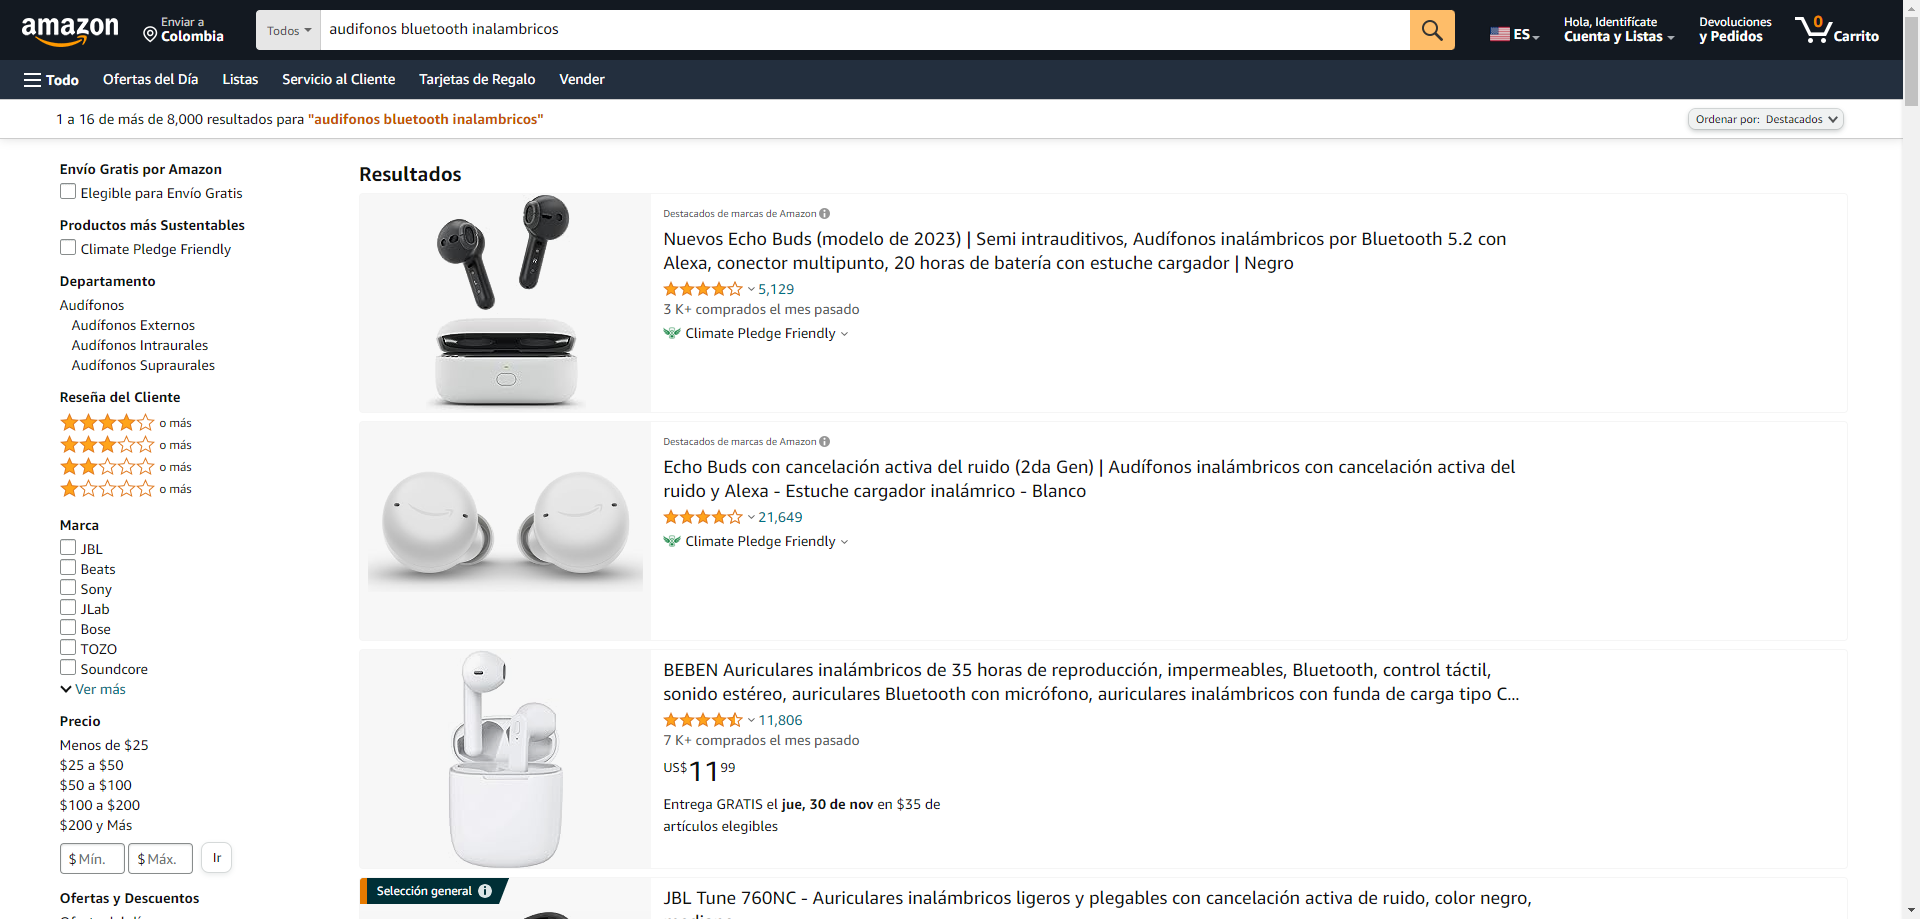 amazon
Enviar a
Colombia
Todos
audifonos bluetooth inalambricos
ES
Hola, Identifícate
Cuenta y Listas
Devoluciones
y Pedidos
0
Carrito
Todo
Ofertas del Día
Listas
Servicio al Cliente
Tarjetas de Regalo
Vender
1 a 16 de más de 8,000 resultados para "audifonos bluetooth inalambricos"
Ordenar por: Destacados
Envío Gratis por Amazon
Elegible para Envío Gratis
Productos más Sustentables
Climate Pledge Friendly
Departamento
Audífonos
Audífonos Externos
Audífonos Intraurales
Audífonos Supraurales
Reseña del Cliente
o más
o más
o más
o más
Marca
JBL
Beats
Sony
JLab
Bose
TOZO
Soundcore
Ver más
Precio
Menos de $25
$25 a $50
$50 a $100
$100 a $200
$200 y Más
$ Mín.
$ Máx.
Ir
Ofertas y Descuentos
Resultados
Destacados de marcas de Amazon
Nuevos Echo Buds (modelo de 2023) | Semi intrauditivos, Audífonos inalámbricos por Bluetooth 5.2 con
Alexa, conector multipunto, 20 horas de batería con estuche cargador | Negro
5,129
3 K+ comprados el mes pasado
Climate Pledge Friendly
Destacados de marcas de Amazon
Echo Buds con cancelación activa del ruido (2da Gen) | Audífonos inalámbricos con cancelación activa del
ruido y Alexa - Estuche cargador inalámrico - Blanco
21,649
Climate Pledge Friendly
BEBEN Auriculares inalámbricos de 35 horas de reproducción, impermeables, Bluetooth, control táctil,
sonido estéreo, auriculares Bluetooth con micrófono, auriculares inalámbricos con funda de carga tipo C...
11,806
7 K+ comprados el mes pasado
US$11 99
Entrega GRATIS el jue, 30 de nov en $35 de
artículos elegibles
Selección general
JBL Tune 760NC - Auriculares inalámbricos ligeros y plegables con cancelación activa de ruido, color negro,